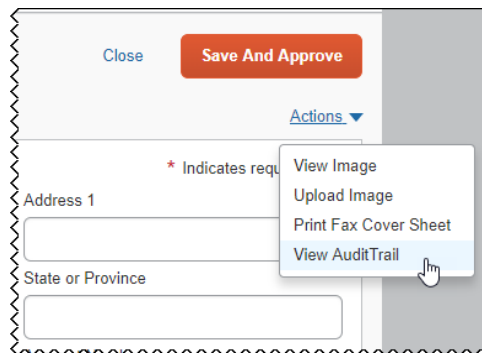 Close
Save And Approve
Actions
* Indicates requ
View Image
Upload Image
Print Fax Cover Sheet
View AuditTrail
Address 1
State or Province